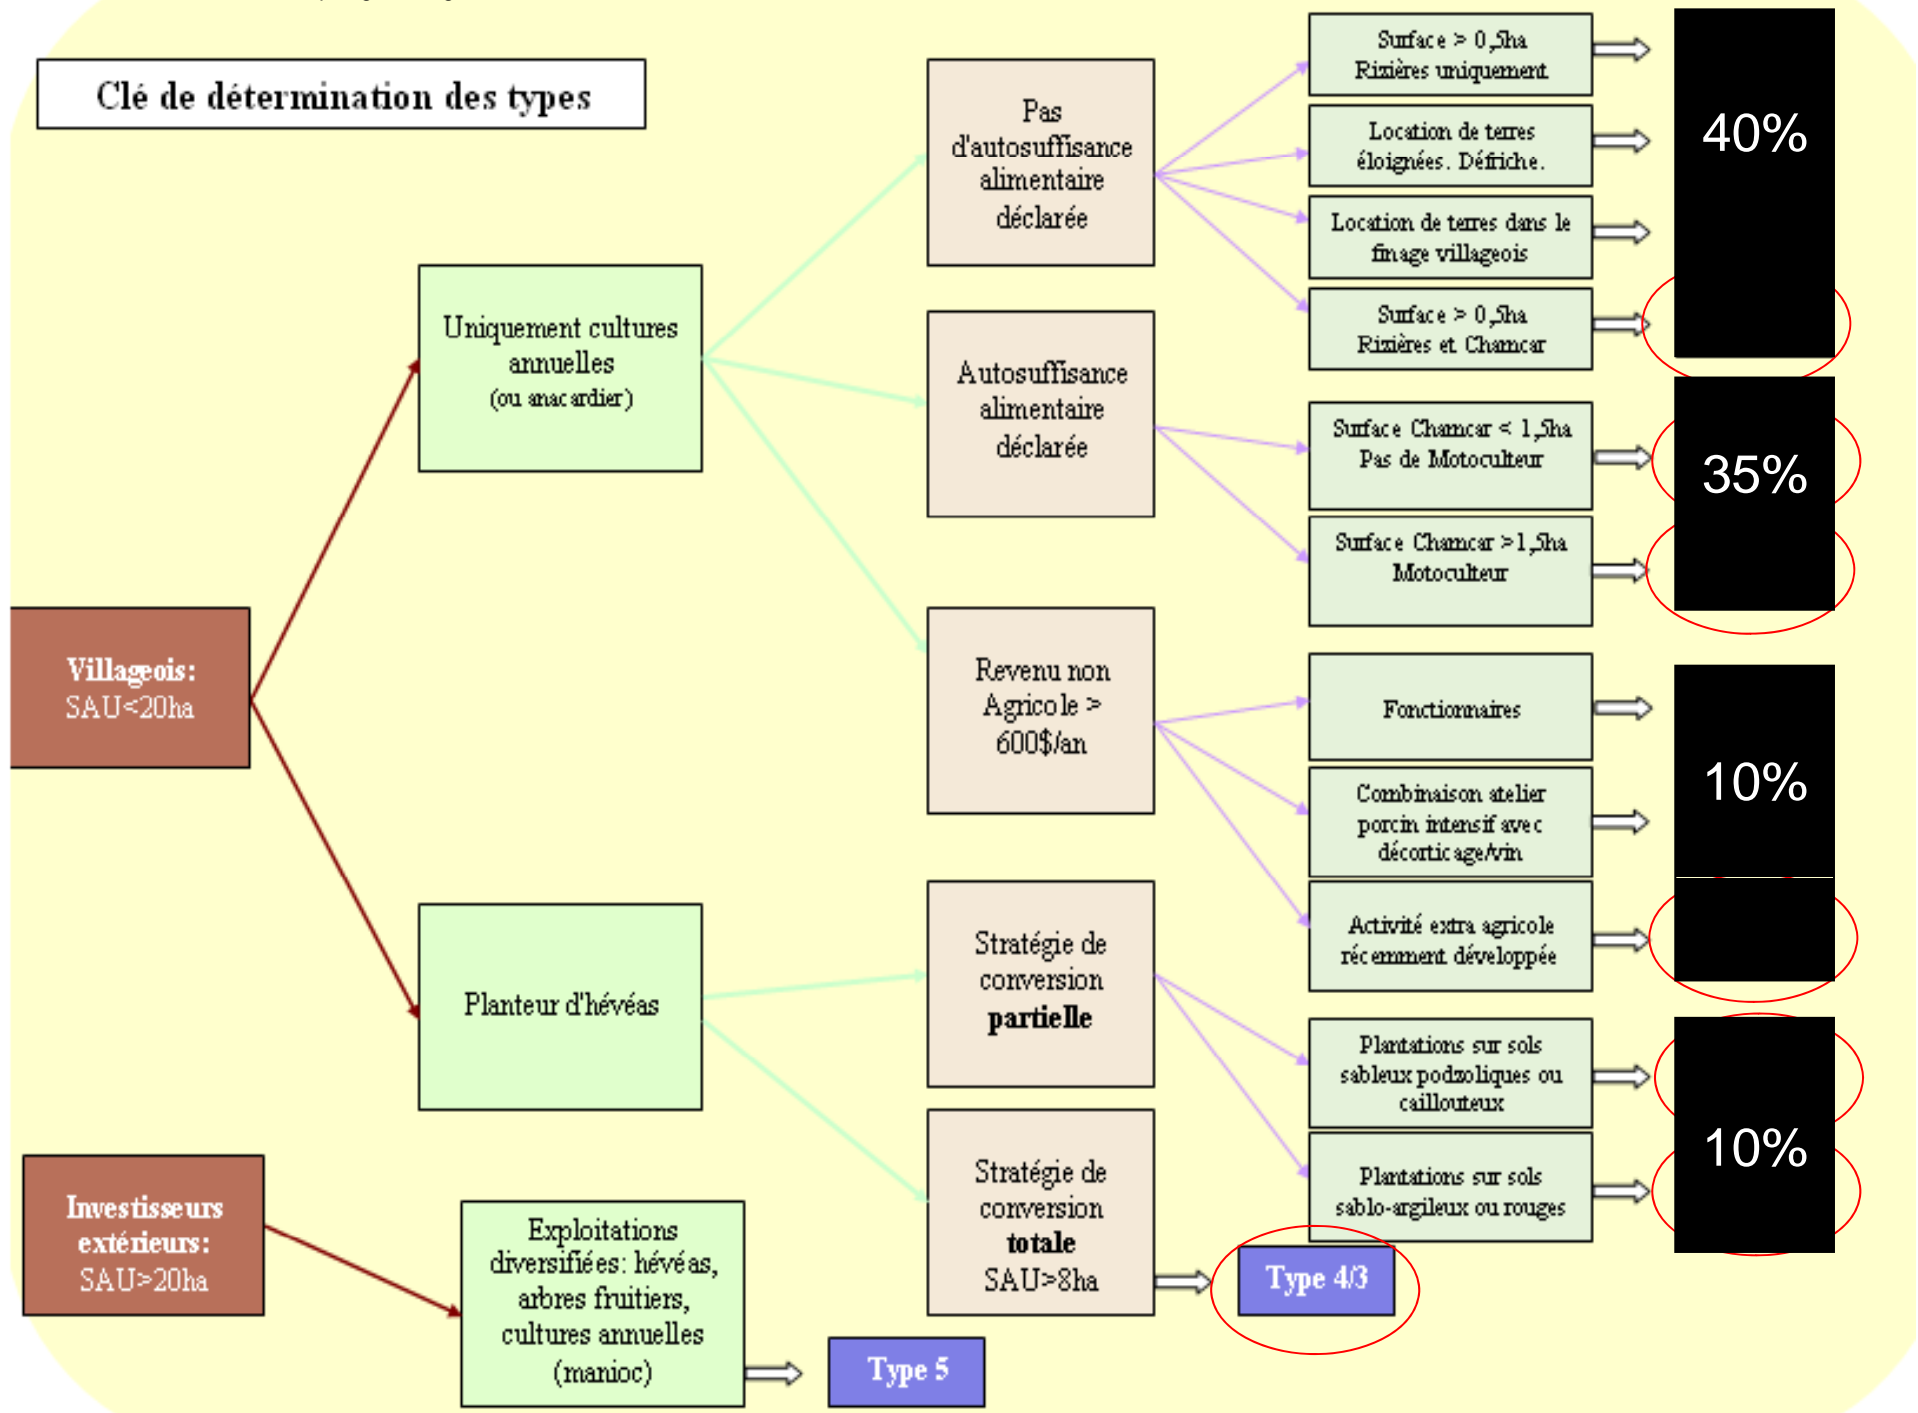 Clé de détermination des types
Surface > 0,5ha
Rizières uniquement
Location de terres
éloignées. Défriche.
Location de terres dans le
finage villageois
Surface > 0,5ha
Rizières et Chamcar
40%
Pas
d'autosuffisance
alimentaire
déclarée
Uniquement cultures
annuelles
(ou anacardier)
Autosuffisance
alimentaire
déclarée
Surface Chamcar < 1,5ha
Pas de Motoculteur
Surface Chamcar >1,5ha
Motoculteur
35%
Villageois:
SAU<20ha
Revenu non
Agricole >
600$/an
Fonctionnaires
Combinaison atelier
porcin intensif avec
décorticage/vin
Activité extra agricole
récemment développée
10%
Planteur d'hévéas
Stratégie de
conversion
partielle
Plantations sur sols
sableux podzoliques ou
caillouteux
Plantations sur sols
sablo-argileux ou rouges
10%
Stratégie de
conversion
totale
SAU>8ha
Type 4/3
Investisseurs
extérieurs:
SAU>20ha
Exploitations
diversifiées: hévéas,
arbres fruitiers,
cultures annuelles
(manioc)
Type 5